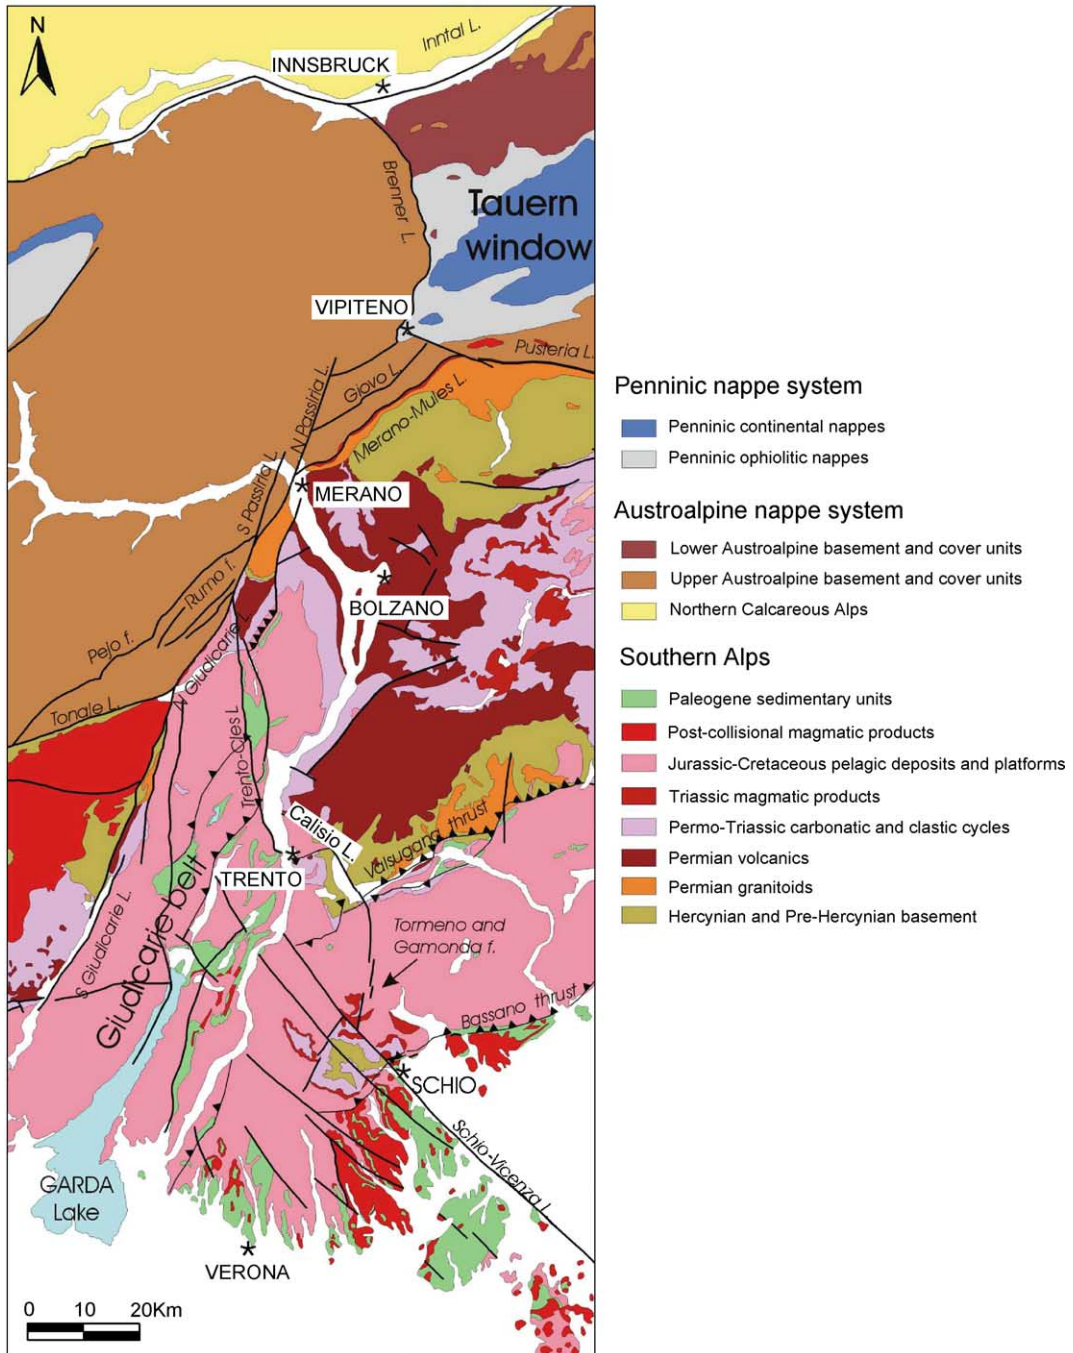 N
Inntal L.
INNSBRUCK
Brenner L.
Tauern
window
VIPITENO
Pusteria L.
Giovo L.
N Passiria L.
Merano-Mules L.
S Passiria L.
MERANO
Rumo f.
BOLZANO
Pejo f.
N Giudicarie L.
Tonale L.
Trento-Cles L.
Calisio L.
Valsugana thrust
TRENTO
Giudicarie belt
S Giudicarie L.
Tormeno and
Gamonda f.
Bassano thrust
SCHIO
Schio-Vicenza L.
GARDA
Lake
VERONA
0 10 20Km
Penninic nappe system
Penninic continental nappes
Penninic ophiolitic nappes
Austroalpine nappe system
Lower Austroalpine basement and cover units
Upper Austroalpine basement and cover units
Northern Calcareous Alps
Southern Alps
Paleogene sedimentary units
Post-collisional magmatic products
Jurassic-Cretaceous pelagic deposits and platforms
Triassic magmatic products
Permo-Triassic carbonatic and clastic cycles
Permian volcanics
Permian granitoids
Hercynian and Pre-Hercynian basement